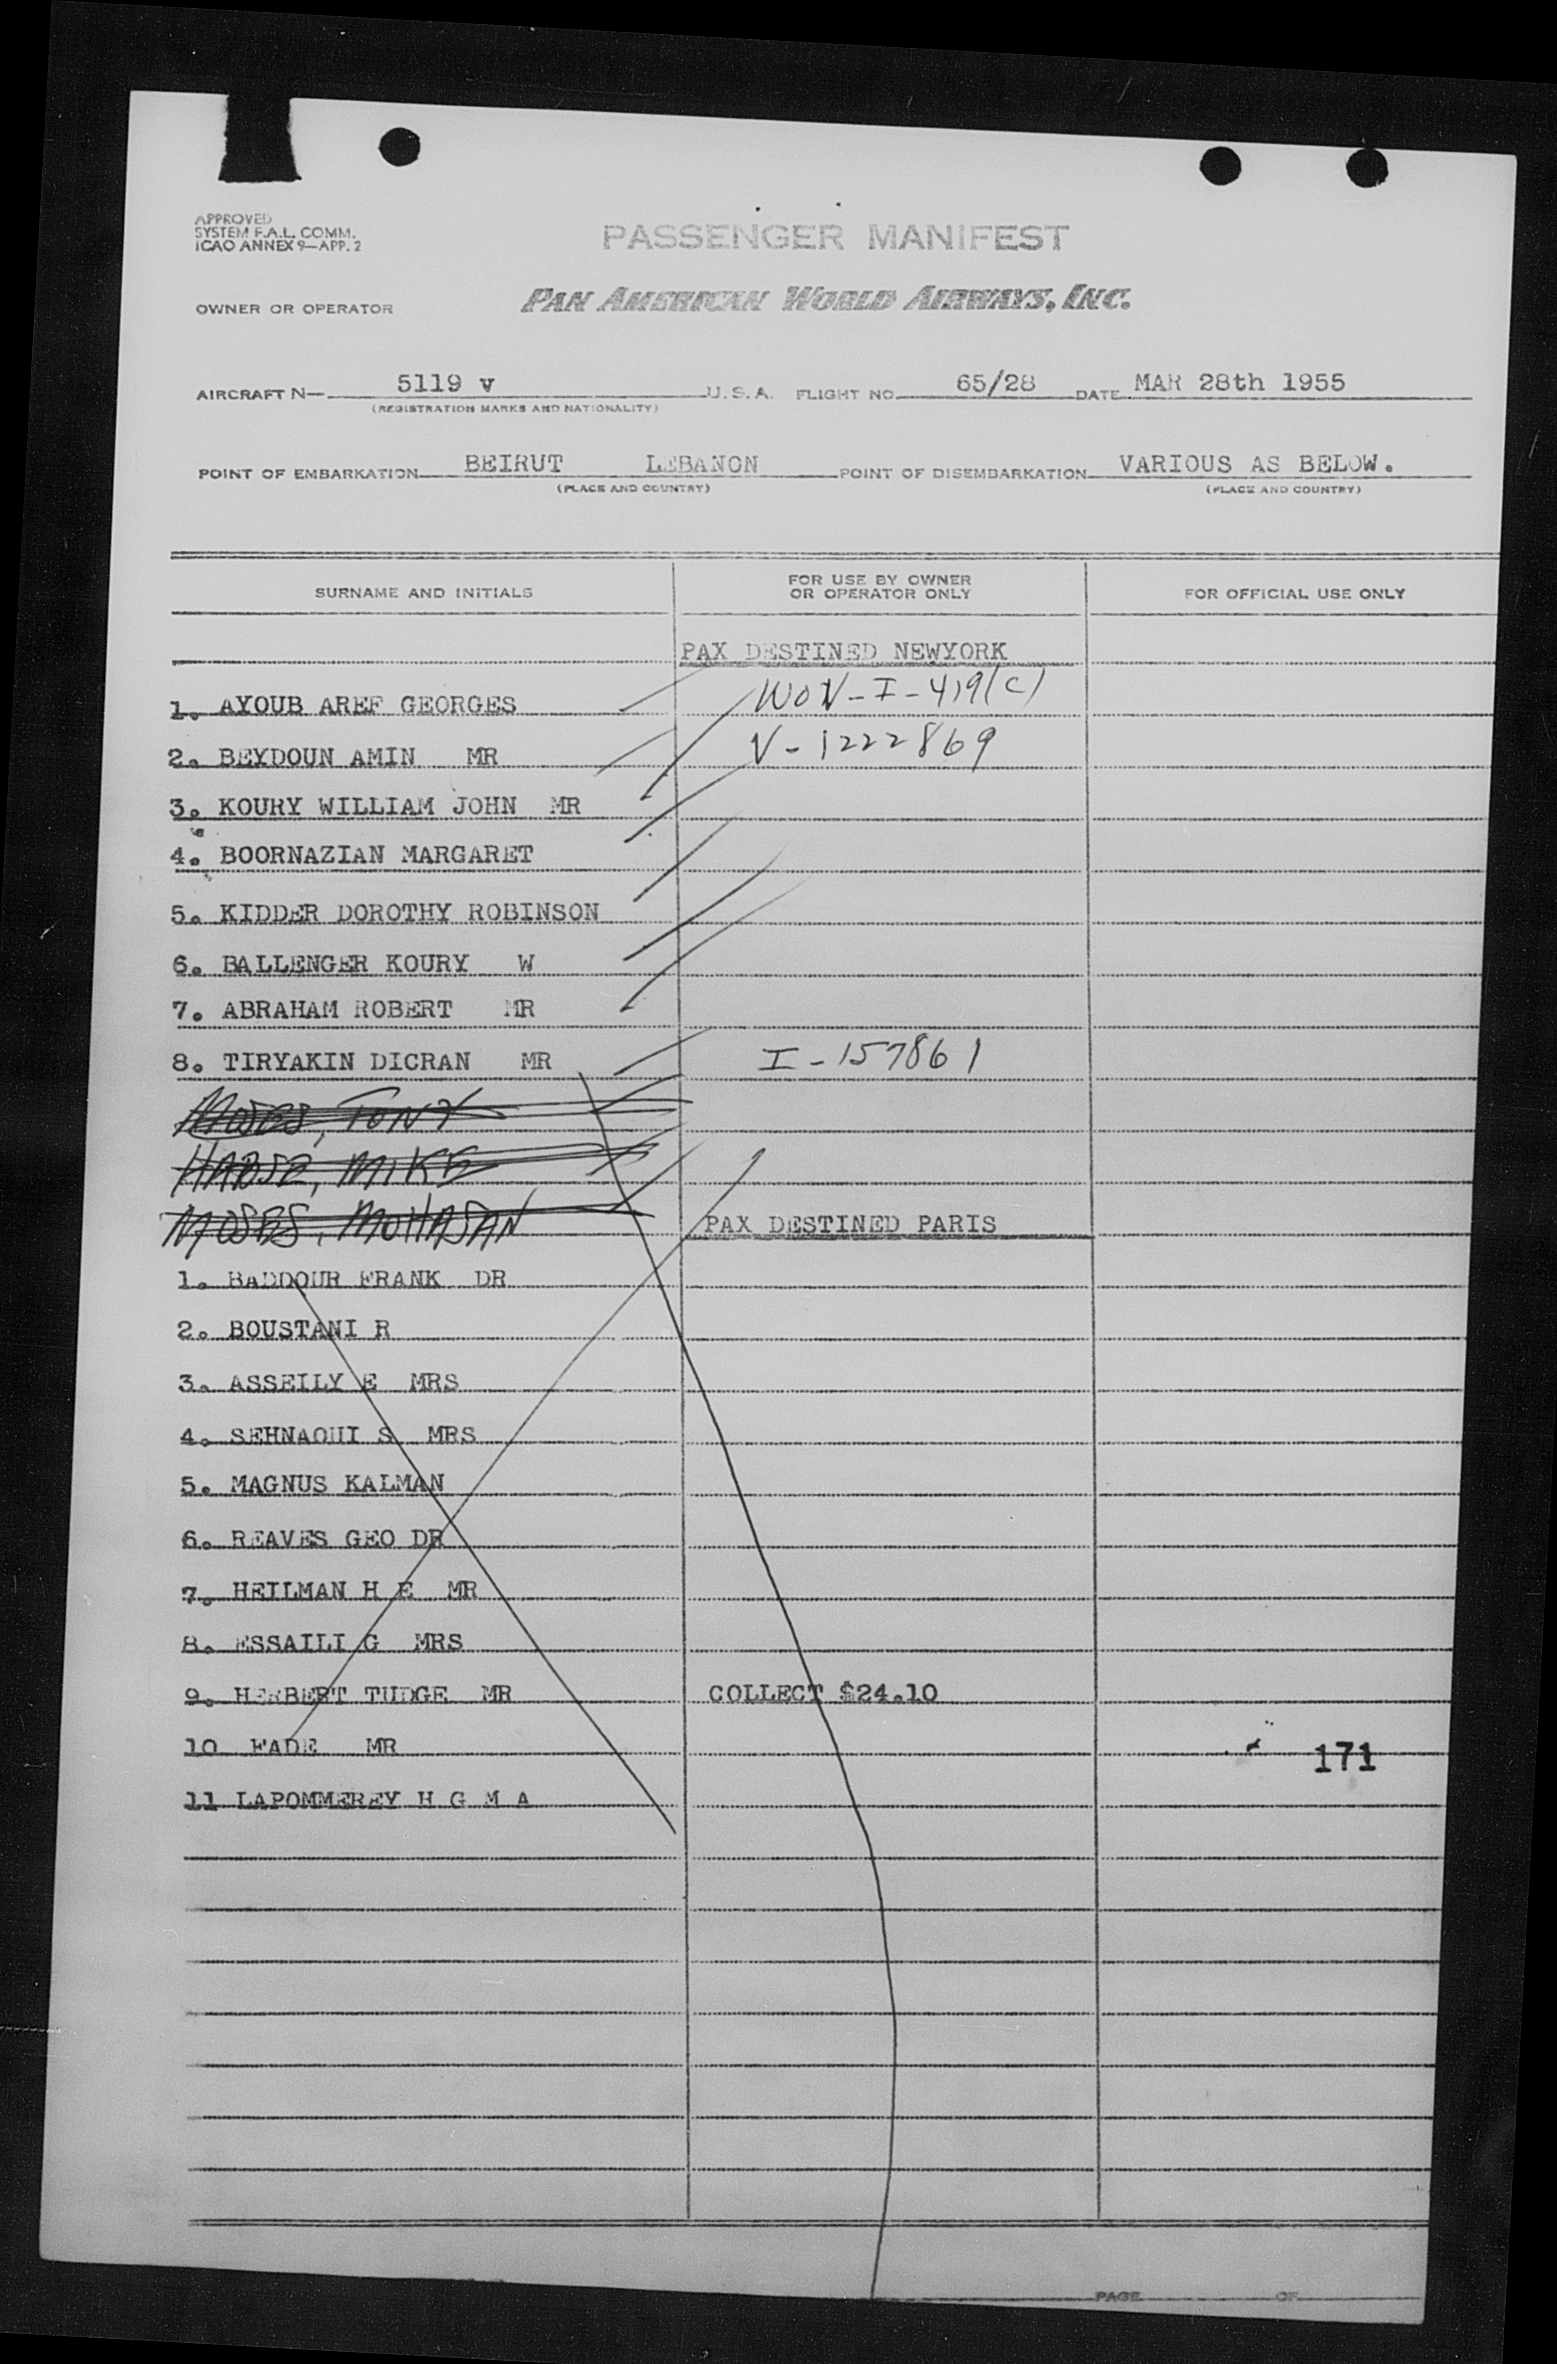 APPROVED
SYSTEM F.A.L. COMM.
ICAO ANNEX 9—APP. 2
PASSENGER MANIFEST
OWNER OR OPERATOR PAN AMERICAN WORLD AIRWAYS, INC.
AIRCRAFT N— 5119 v U.S.A. FLIGHT NO. 65/28 DATE MAR 28th 1955
(REGISTRATION MARKS AND NATIONALITY)
POINT OF EMBARKATION BEIRUT LEBANON POINT OF DISEMBARKATION VARIOUS AS BELOW.
(PLACE AND COUNTRY) (PLACE AND COUNTRY)
SURNAME AND INITIALS FOR USE BY OWNER OR OPERATOR ONLY FOR OFFICIAL USE ONLY
PAX DESTINED NEWYORK
1. AYOUB AREF GEORGES WON-I-419(C)
2. BEYDOUN AMIN MR V-1222869
3. KOURY WILLIAM JOHN MR
4. BOORNAZIAN MARGARET
5. KIDDER DOROTHY ROBINSON
6. BALLENGER KOURY W
7. ABRAHAM ROBERT MR
8. TIRYAKIN DICRAN MR I-157861
MOSES, TONY
MIKE
MOSES, MOHASAN PAX DESTINED PARIS
1. BADDOUR FRANK DR
2. BOUSTANI R
3. ASSEILY E MRS
4. SEHNAOUI S MRS
5. MAGNUS KALMAN
6. REAVES GEO DR
7. HEILMAN H E MR
8. ESSAILI G MRS
9. HERBERT TUDGE MR COLLECT $24.10
10 FADE MR 171
11 LAPOMMEREY H G M A
PAGE OF